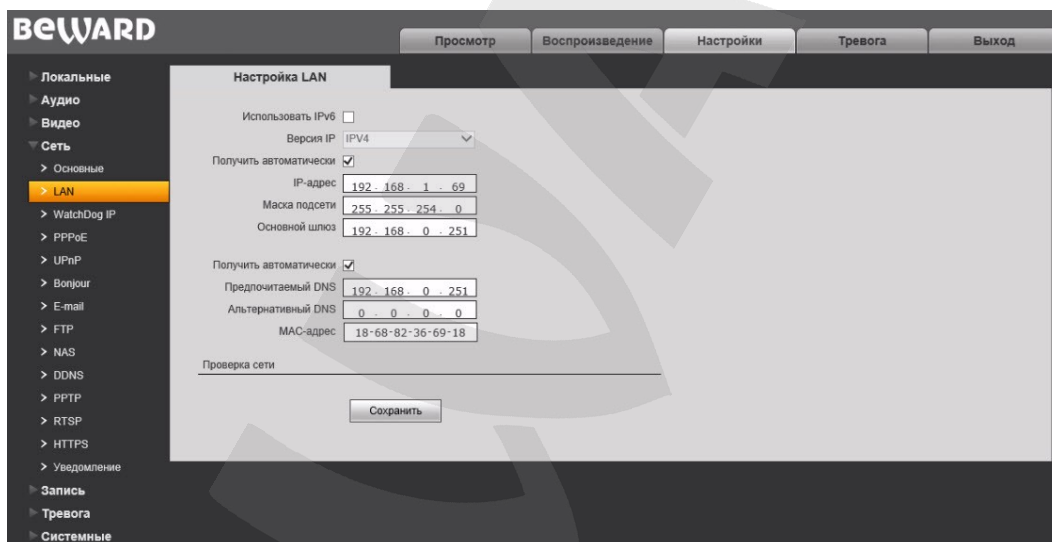 BEWARD
Просмотр Воспроизведение Настройки Тревога Выход
Локальные
Аудио
Видео
Сеть
> Основные
> LAN
> WatchDog IP
> PPPoE
> UPnP
> Bonjour
> E-mail
> FTP
> NAS
> DDNS
> PPTP
> RTSP
> HTTPS
> Уведомление
Запись
Тревога
Системные
Настройка LAN
Использовать IPv6
Версия IP IPV4
Получить автоматически
IP-адрес 192 . 168 . 1 . 69
Маска подсети 255 . 255 . 254 . 0
Основной шлюз 192 . 168 . 0 . 251
Получить автоматически
Предпочитаемый DNS 192 . 168 . 0 . 251
Альтернативный DNS 0 . 0 . 0 . 0
MAC-адрес 18-68-82-36-69-18
Проверка сети
Сохранить